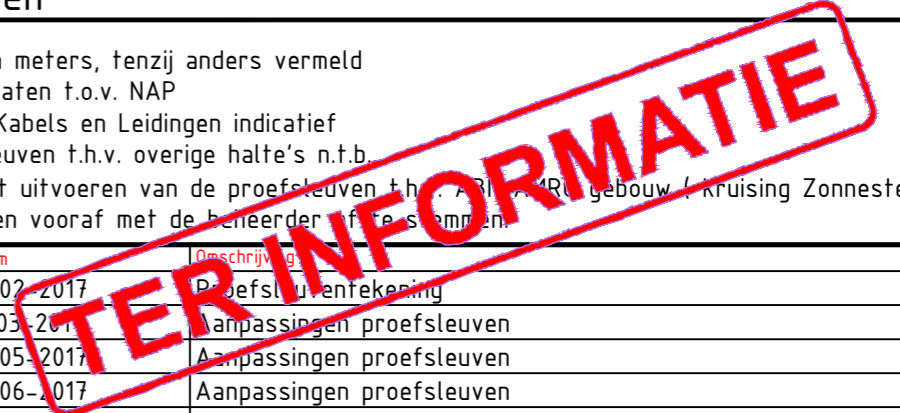 en
meters, tenzij anders vermeld
aten t.o.v. NAP
Kabels en Leidingen indicatief
euven t.h.v. overige halte's n.t.b.
t uitvoeren van de proefsleuven t.h.v. gebouw ( Kruising Zonneste
en vooraf met de beheerder af te stemmen.
m Omschrijving
02-2017 Proefsleuventekening
03-2017 Aanpassingen proefsleuven
05-2017 Aanpassingen proefsleuven
06-2017 Aanpassingen proefsleuven
TER INFORMATIE